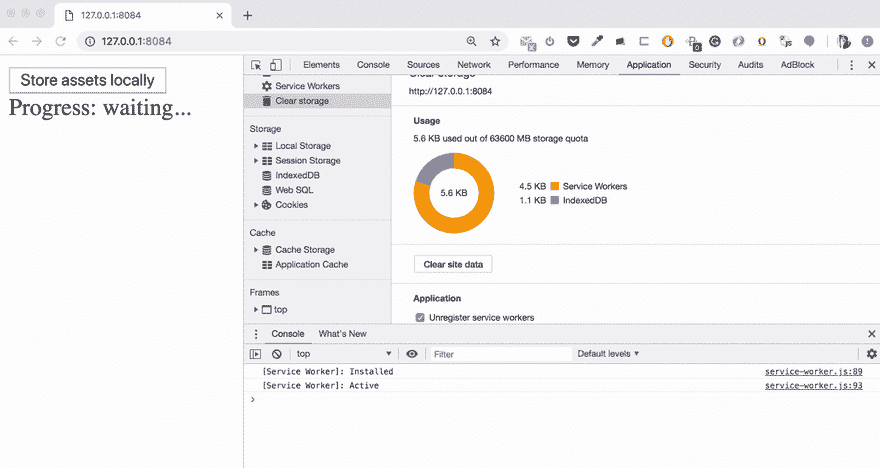 127.0.0.1:8084
127.0.0.1:8084
Store assets locally
Progress: waiting...
Elements Console Sources Network Performance Memory Application Security Audits AdBlock
Service Workers
Clear storage
Storage
Local Storage
Session Storage
IndexedDB
Web SQL
Cookies
Cache
Cache Storage
Application Cache
Frames
top
Clear storage
http://127.0.0.1:8084
Usage
5.6 KB used out of 63600 MB storage quota
5.6 KB
4.5 KB Service Workers
1.1 KB IndexedDB
Clear site data
Application
Unregister service workers
Console What's New
top Filter Default levels
[Service Worker]: Installed service-worker.js:89
[Service Worker]: Active service-worker.js:93